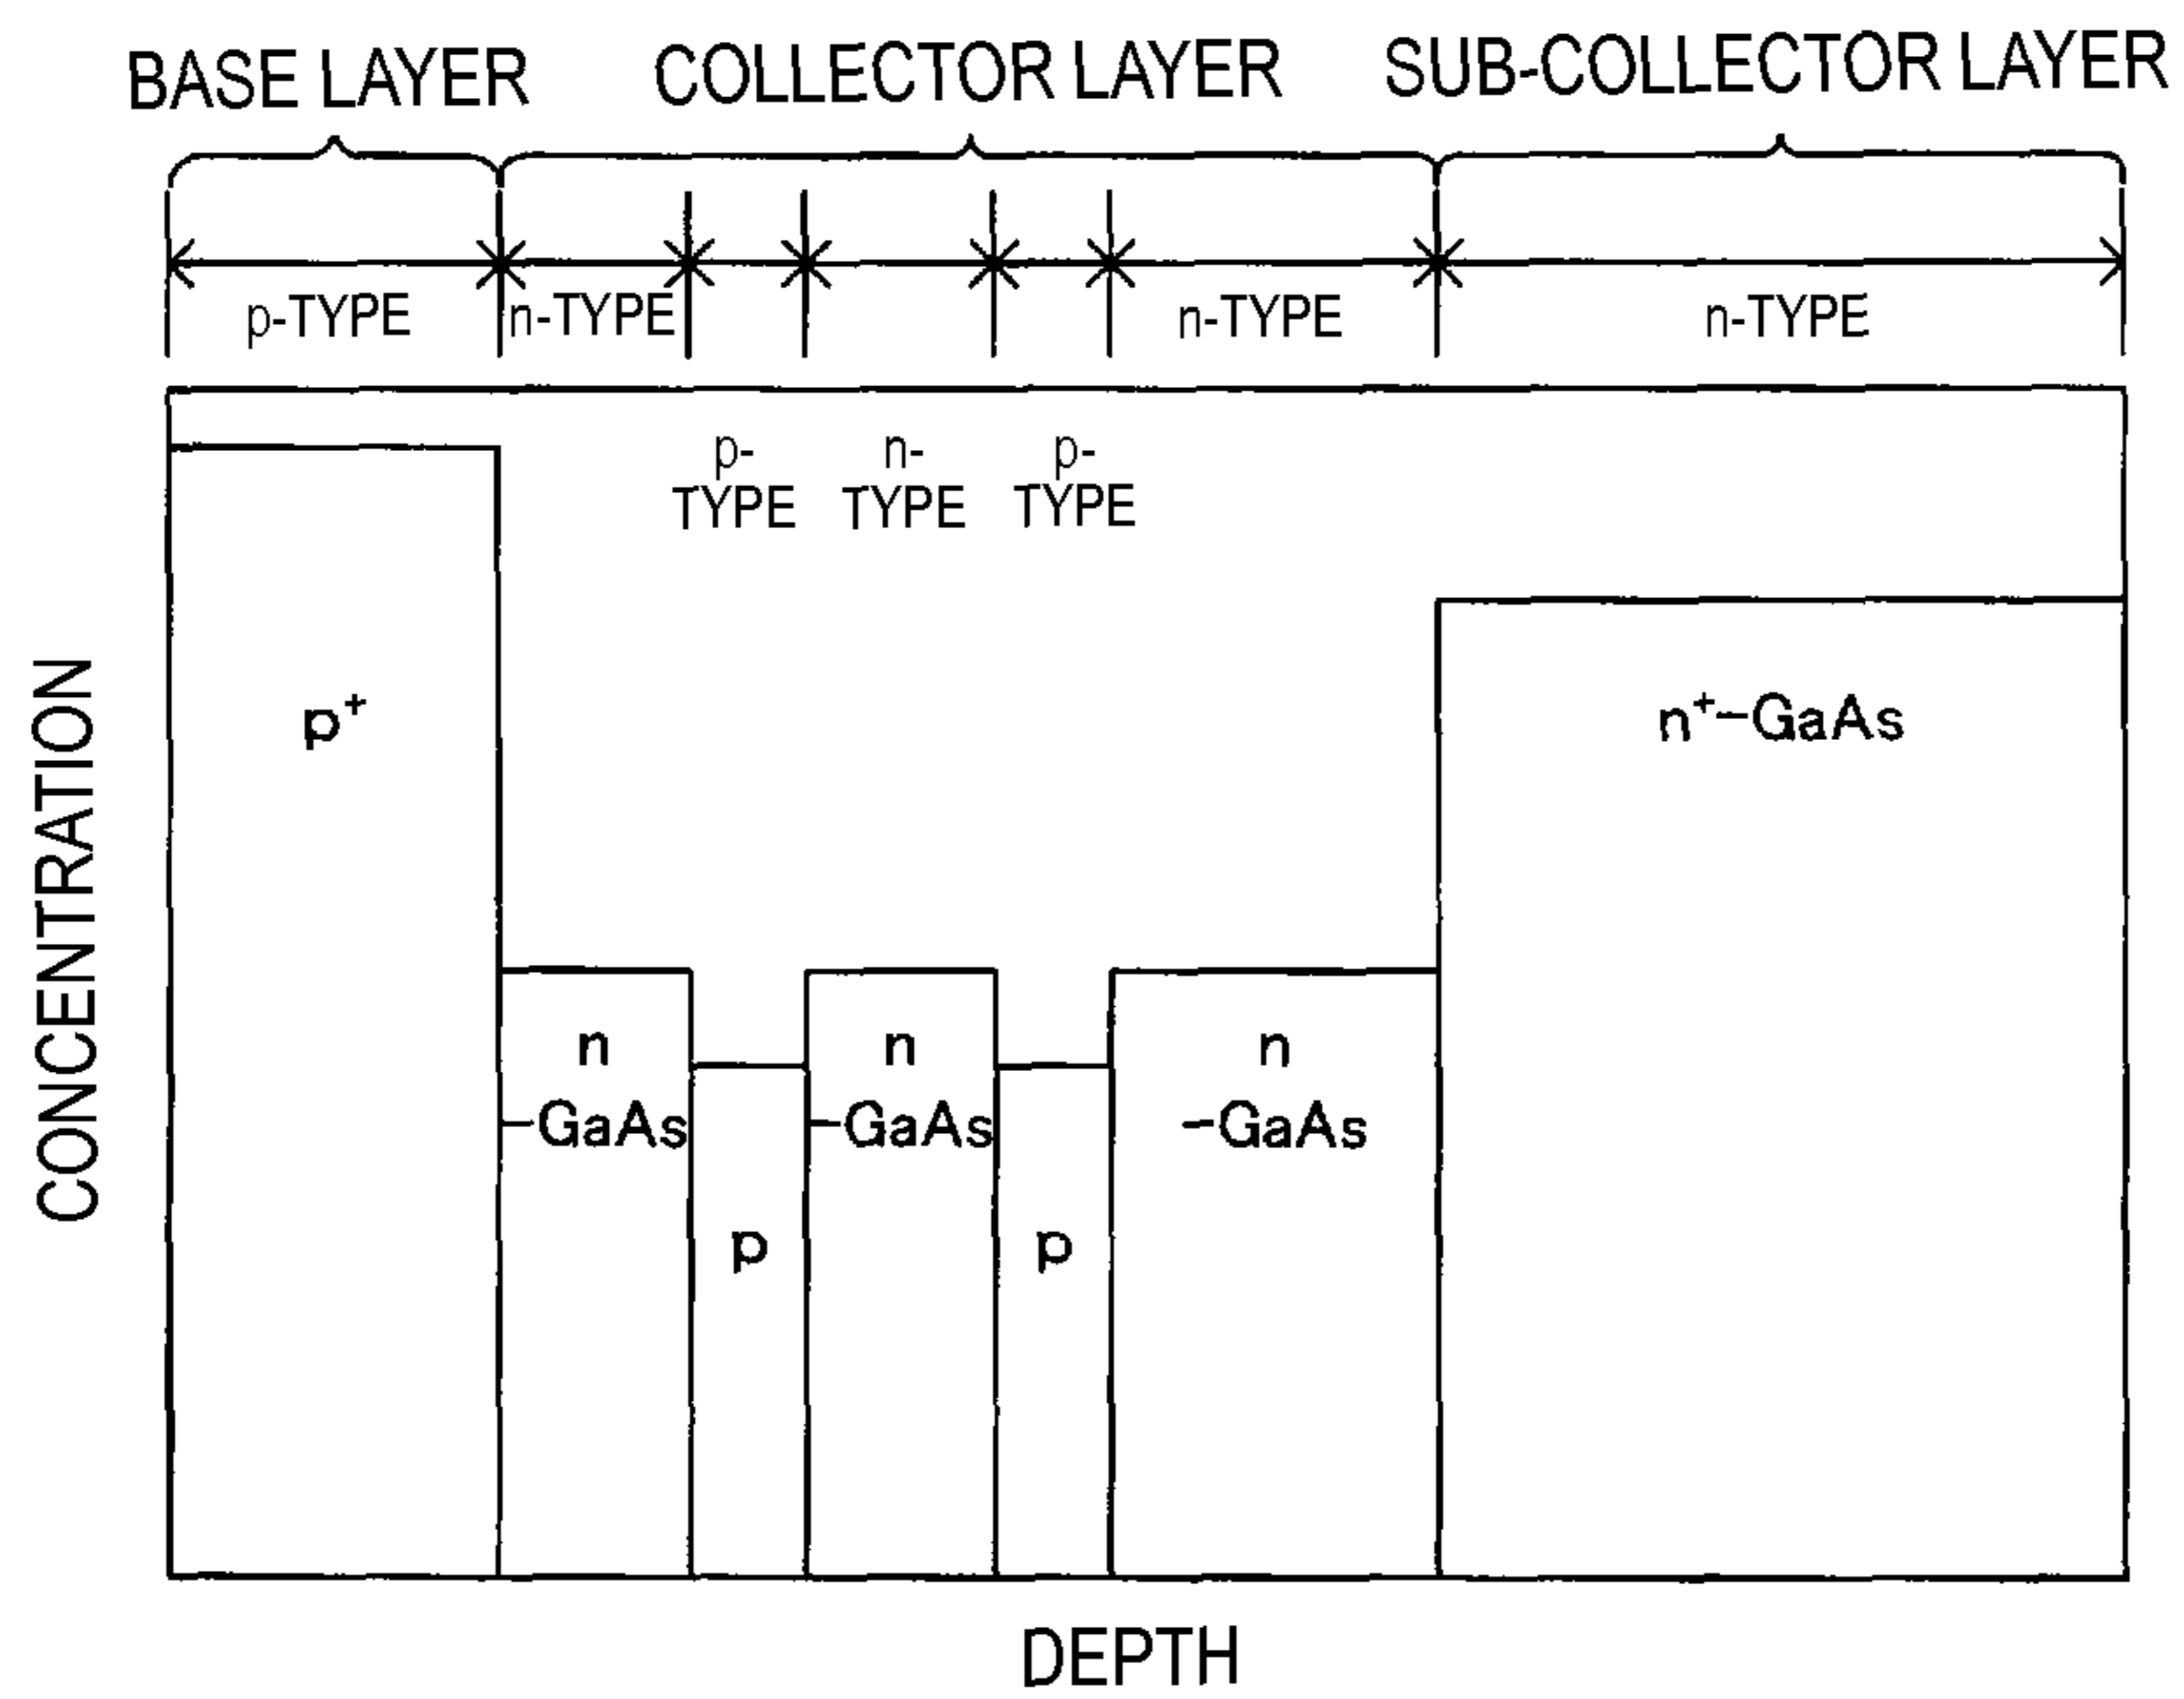 BASE LAYER
COLLECTOR LAYER
SUB-COLLECTOR LAYER
p-TYPE
n-TYPE
n-TYPE
n-TYPE
p-
TYPE
n-
TYPE
p-
TYPE
CONCENTRATION
p+
n+-GaAs
n
-GaAs
n
-GaAs
n
-GaAs
p
p
DEPTH